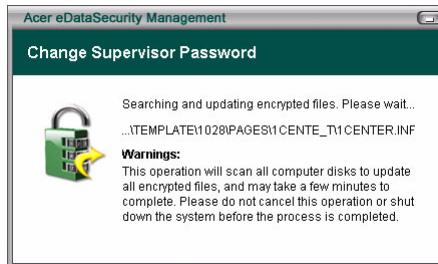 Acer eDataSecurity Management
Change Supervisor Password
Searching and updating encrypted files. Please wait...
...\TEMPLATE\1028\PAGES\1CENTE_T\1CENTER.INF
Warnings:
This operation will scan all computer disks to update
all encrypted files, and may take a few minutes to
complete. Please do not cancel this operation or shut
down the system before the process is completed.